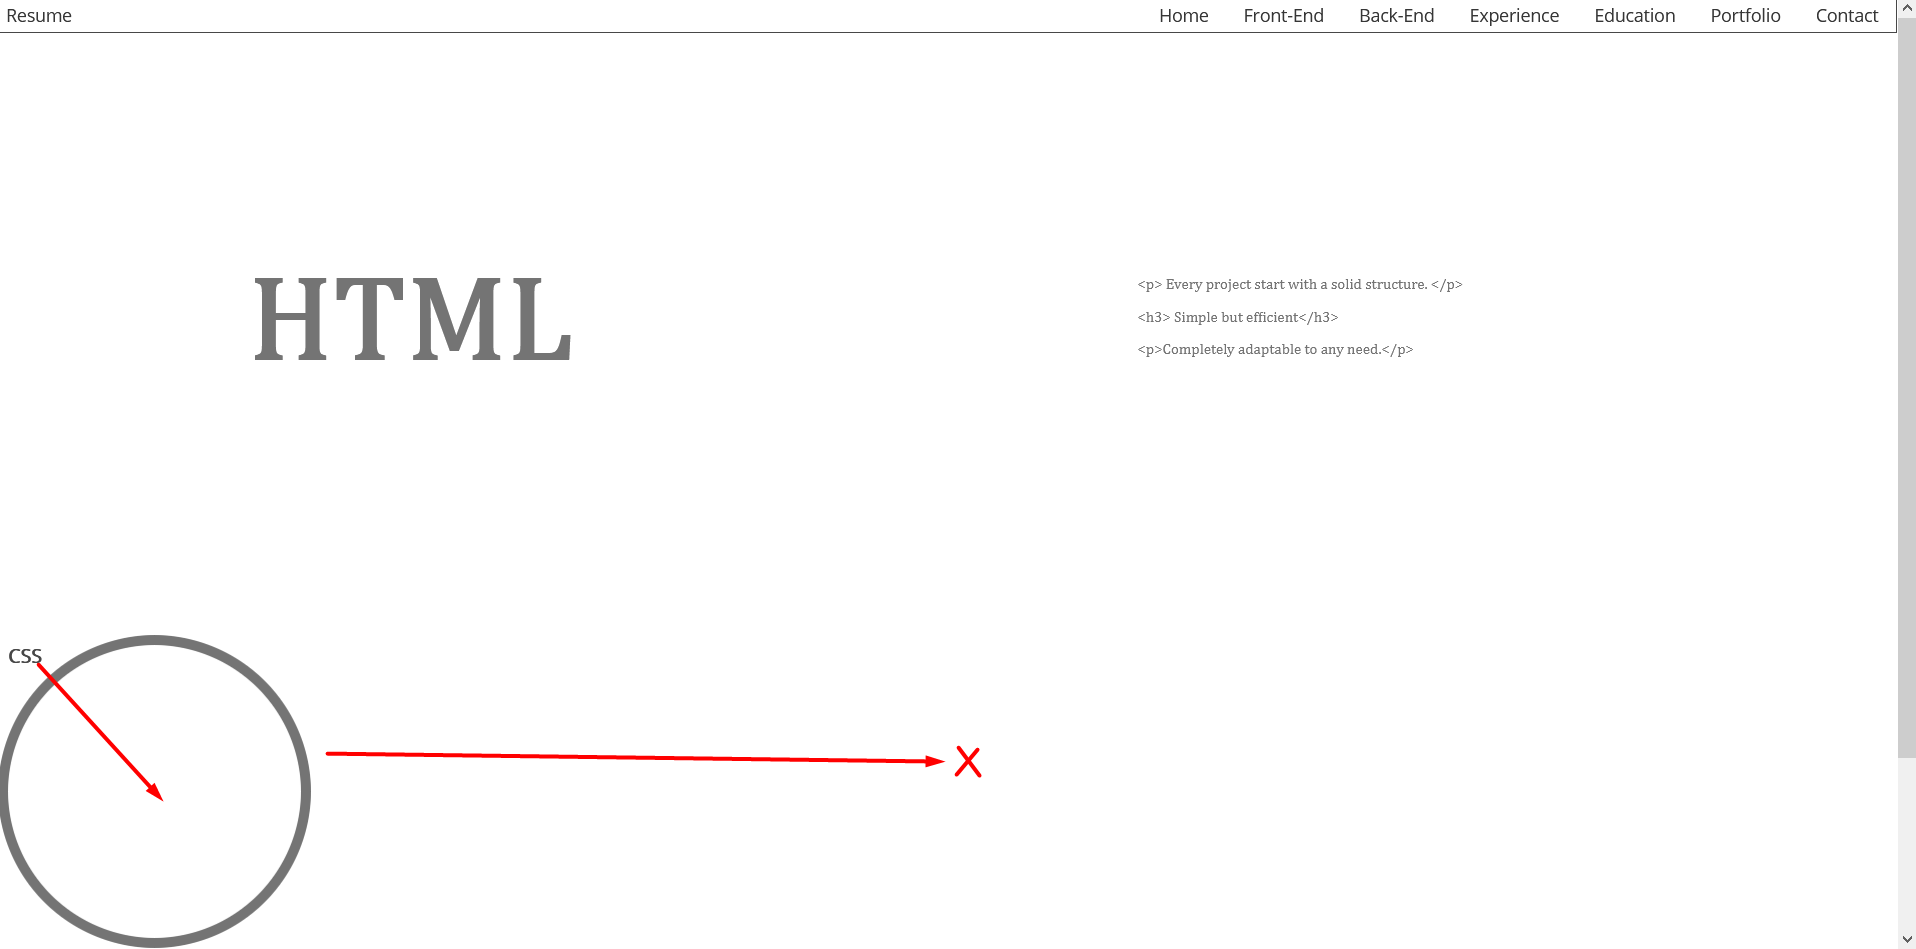 Resume Home Front-End Back-End Experience Education Portfolio Contact
HTML
<p> Every project start with a solid structure. </p>
<h3> Simple but efficient</h3>
<p>Completely adaptable to any need.</p>
CSS
X